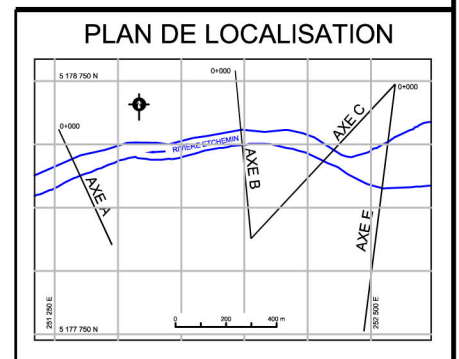 PLAN DE LOCALISATION
5 178 750 N
0+000
0+000
0+000
RIVIÈRE ETCHEMIN
AXE A
AXE B
AXE C
AXE E
251 250 E
252 500 E
5 177 750 N
0 200 400 m